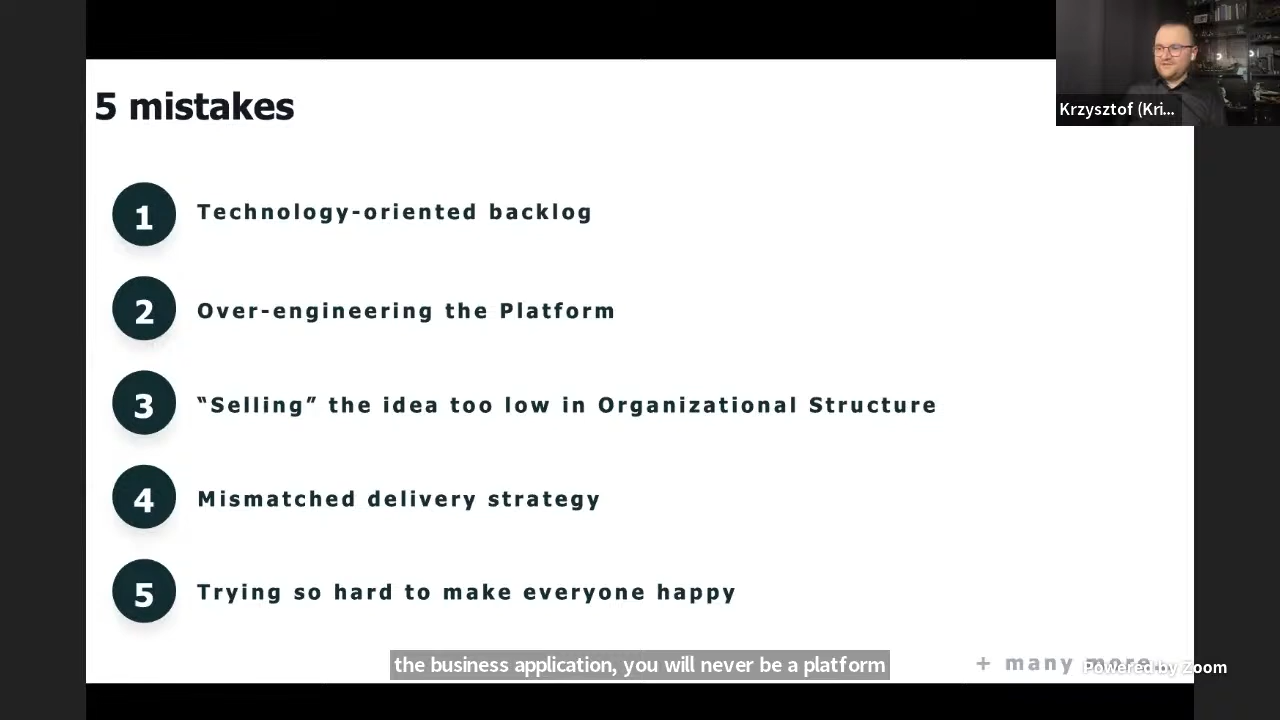 5 mistakes
Krzysztof (Kri...
1 Technology-oriented backlog
2 Over-engineering the Platform
3 “Selling” the idea too low in Organizational Structure
4 Mismatched delivery strategy
5 Trying so hard to make everyone happy
the business application, you will never be a platform
+ many more
Powered by Zoom